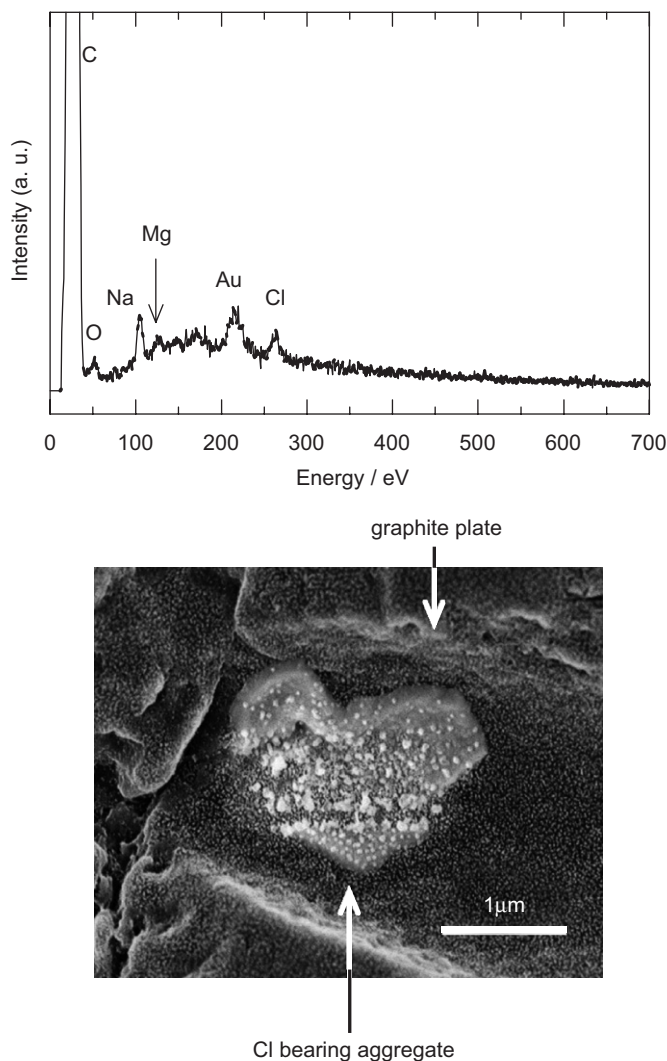 C
Mg
Au
Na
Cl
O
Intensity (a. u.)
0 100 200 300 400 500 600 700
Energy / eV
graphite plate
1μm
Cl bearing aggregate